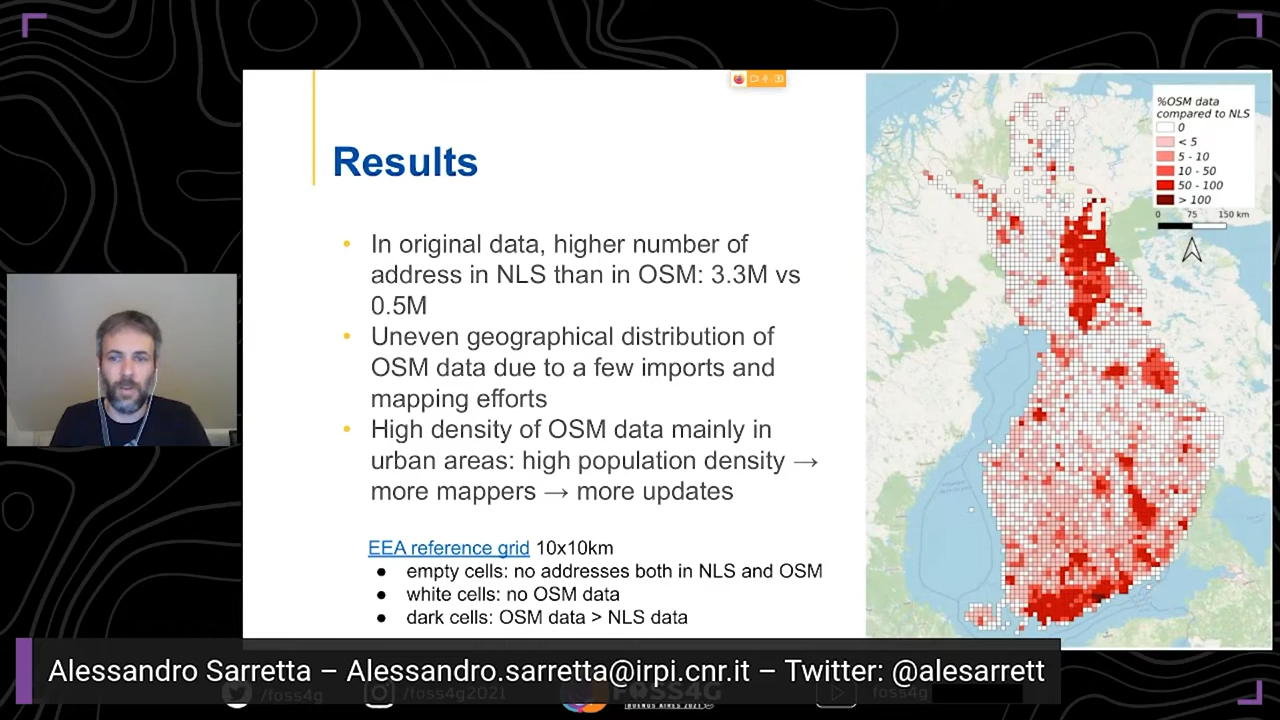 Results
• In original data, higher number of
address in NLS than in OSM: 3.3M vs
0.5M
• Uneven geographical distribution of
OSM data due to a few imports and
mapping efforts
• High density of OSM data mainly in
urban areas: high population density →
more mappers → more updates
EEA reference grid 10x10km
● empty cells: no addresses both in NLS and OSM
● white cells: no OSM data
● dark cells: OSM data > NLS data
%OSM data
compared to NLS
0
< 5
5 - 10
10 - 50
50 - 100
> 100
0 75 150 km
Alessandro Sarretta – Alessandro.sarretta@irpi.cnr.it – Twitter: @alesarrett
/foss4g /foss4g2021 FOSS4G foss4g
BUENOS AIRES 2021